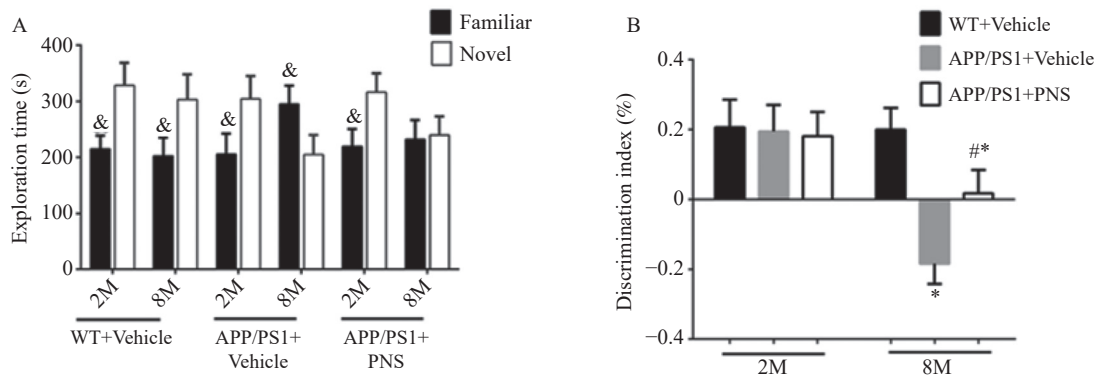 A
Familiar
Novel
Exploration time (s)
400
300
200
100
0
&
&
&
&
&
2M
8M
2M
8M
2M
8M
WT+Vehicle
APP/PS1+
Vehicle
APP/PS1+
PNS
B
WT+Vehicle
APP/PS1+Vehicle
APP/PS1+PNS
Discrimination index (%)
0.4
0.2
0
−0.2
−0.4
*
#*
2M
8M